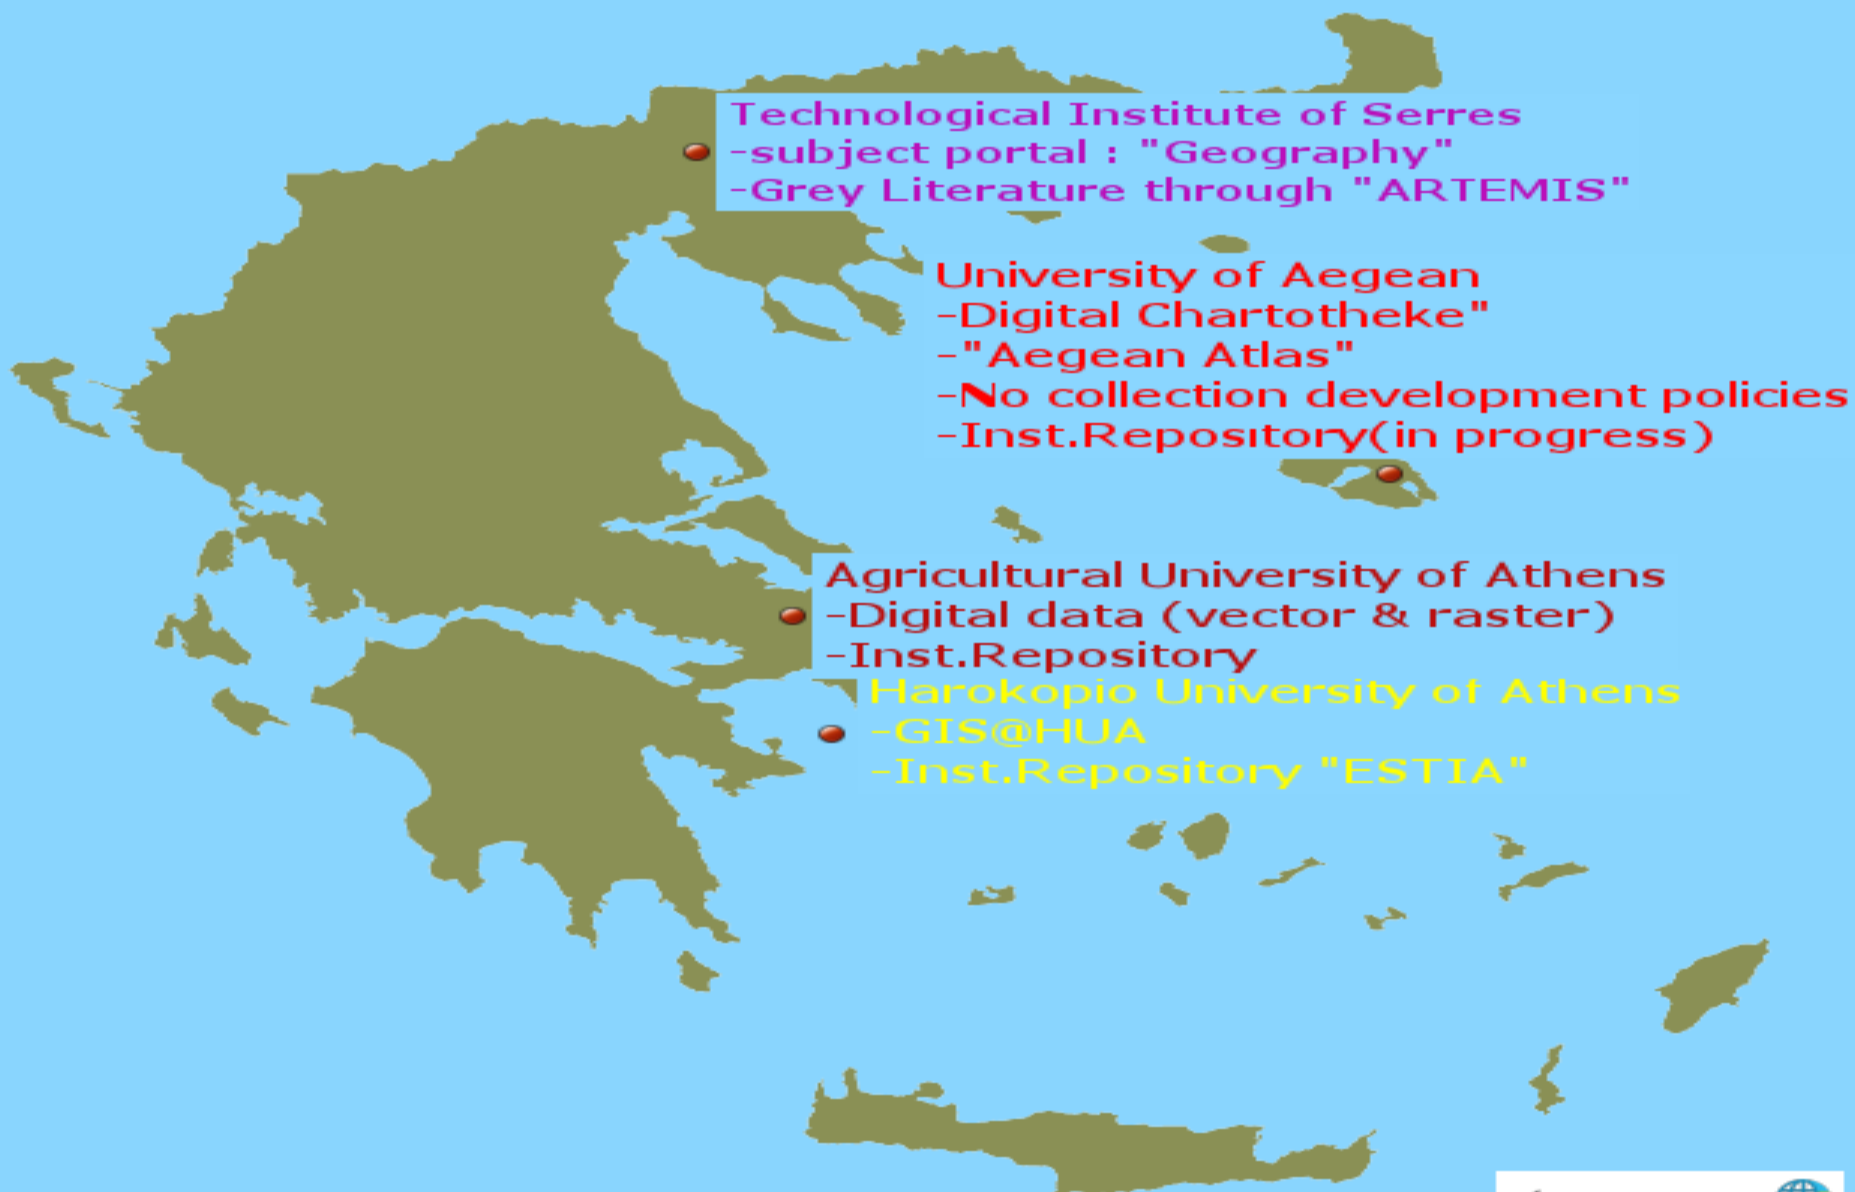 Technological Institute of Serres
-subject portal : "Geography"
-Grey Literature through "ARTEMIS"
University of Aegean
-Digital Chartotheke"
-"Aegean Atlas"
-No collection development policies
-Inst.Repository(in progress)
Agricultural University of Athens
-Digital data (vector & raster)
-Inst.Repository
Harokopio University of Athens
-GIS@HUA
-Inst.Repository "ESTIA"